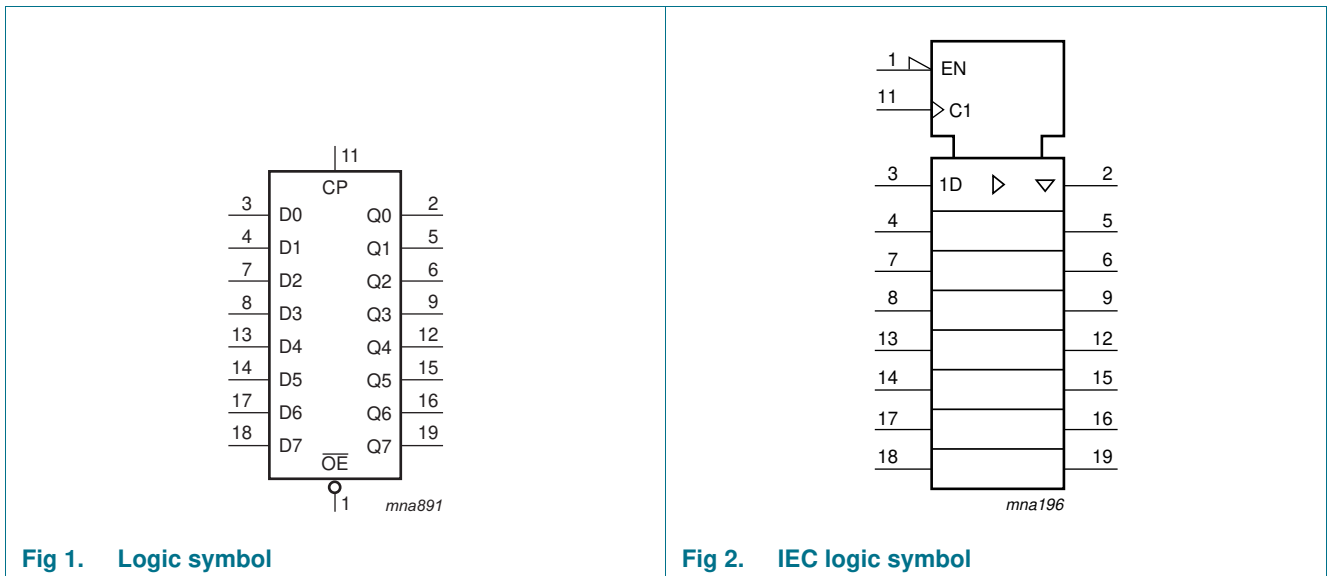 11
CP
3 D0 Q0 2
4 D1 Q1 5
7 D2 Q2 6
8 D3 Q3 9
13 D4 Q4 12
14 D5 Q5 15
17 D6 Q6 16
18 D7 Q7 19
OE
1
mna891
Fig 1. Logic symbol
1 EN
11 C1
3 1D 2
4 5
7 6
8 9
13 12
14 15
17 16
18 19
mna196
Fig 2. IEC logic symbol